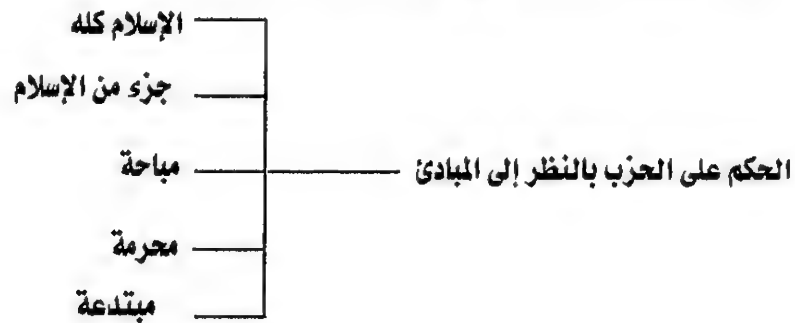 الحكم على الحزب بالنظر إلى المبادئ
الإسلام كله
جزء من الإسلام
مباحة
محرمة
مبتدعة